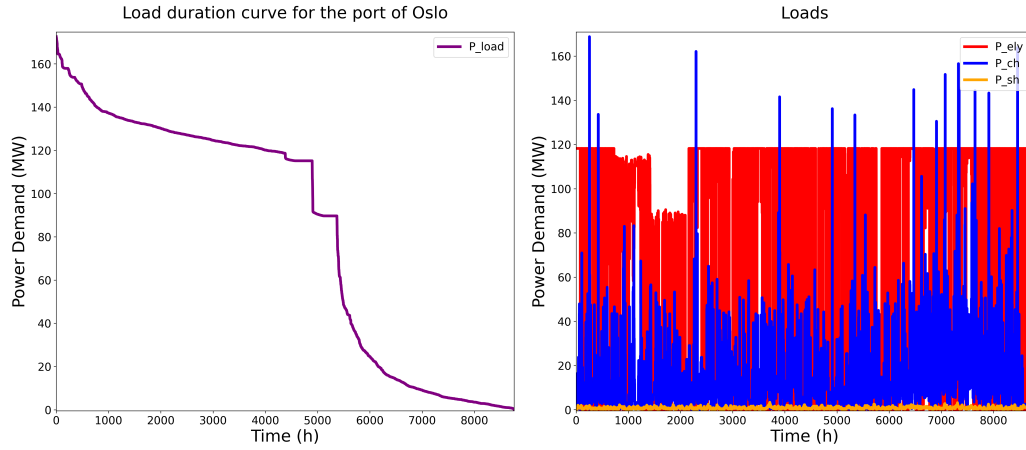 Load duration curve for the port of Oslo
P_load
Power Demand (MW)
160
140
120
100
80
60
40
20
0
0 1000 2000 3000 4000 5000 6000 7000 8000
Time (h)
Loads
P_ely
P_ch
P_sh
Power Demand (MW)
160
140
120
100
80
60
40
20
0
0 1000 2000 3000 4000 5000 6000 7000 8000
Time (h)